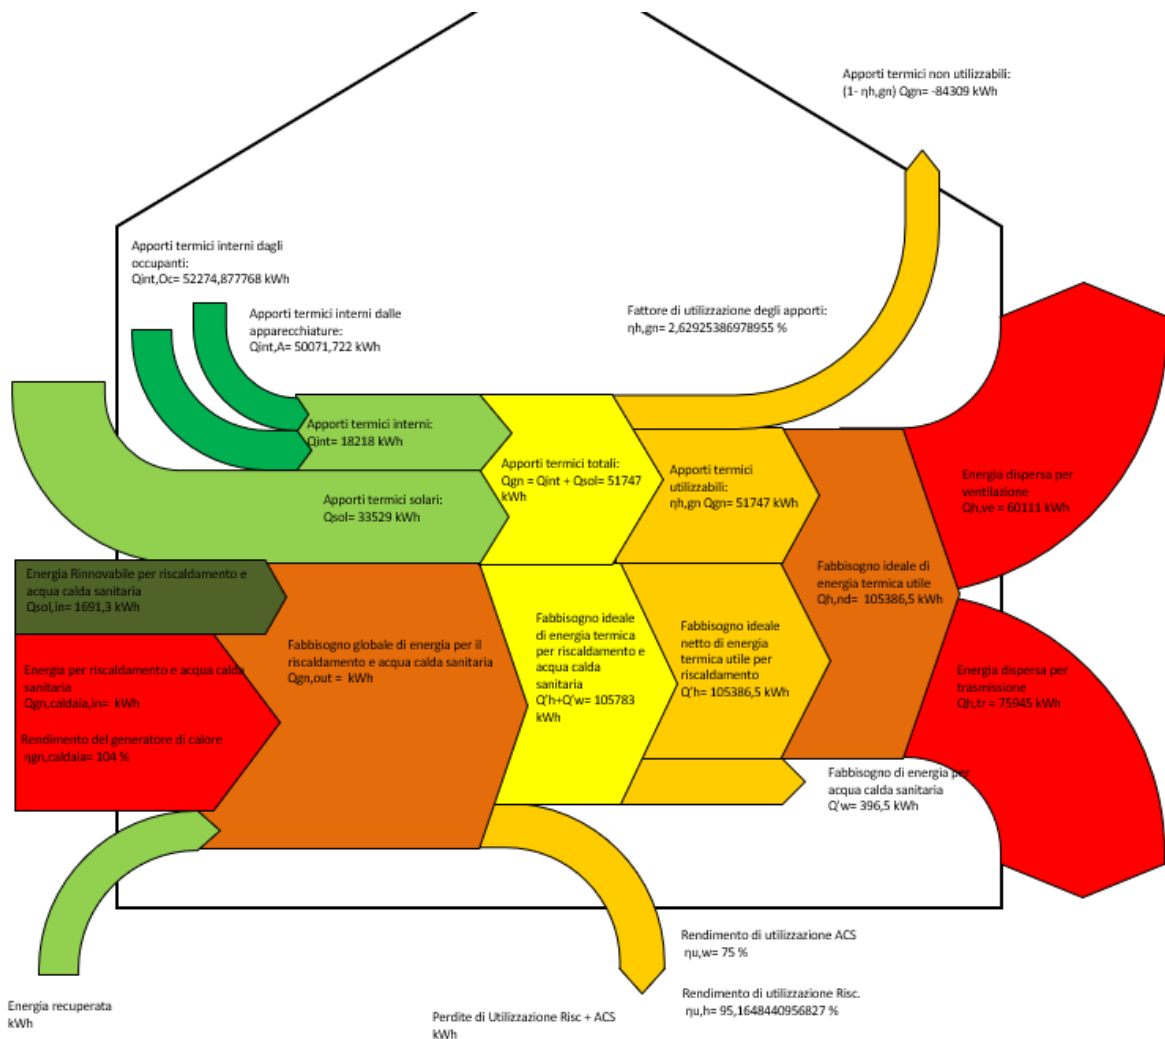 Apporti termici non utilizzabili:
(1- ηh,gn) Qgn= -84309 kWh
Apporti termici interni dagli
occupanti:
Qint,Oc= 52274,877768 kWh
Apporti termici interni dalle
apparecchiature:
Qint,A= 50071,722 kWh
Fattore di utilizzazione degli apporti:
ηh,gn= 2,62925386978955 %
Apporti termici interni:
Qint= 18218 kWh
Apporti termici solari:
Qsol= 33529 kWh
Apporti termici totali:
Qgn = Qint + Qsol= 51747
kWh
Apporti termici
utilizzabili:
ηh,gn Qgn= 51747 kWh
Energia dispersa per
ventilazione
Qh,ve = 60111 kWh
Energia Rinnovabile per riscaldamento e
acqua calda sanitaria
Qsol,in= 1691,3 kWh
Fabbisogno ideale di
energia termica utile
Qh,nd= 105386,5 kWh
Energia per riscaldamento e acqua calda
sanitaria
Qgn,caldaia,in= kWh
Rendimento del generatore di calore
ηgn,caldaia= 104 %
Fabbisogno globale di energia per il
riscaldamento e acqua calda sanitaria
Qgn,out = kWh
Fabbisogno ideale
di energia termica
per riscaldamento e
acqua calda
sanitaria
Q'h+Q'w= 105783
kWh
Fabbisogno ideale
netto di energia
termica utile per
riscaldamento
Q'h= 105386,5 kWh
Energia dispersa per
trasmissione
Qh,tr = 75945 kWh
Fabbisogno di energia per
acqua calda sanitaria
Q'w= 396,5 kWh
Rendimento di utilizzazione ACS
ηu,w= 75 %
Rendimento di utilizzazione Risc.
ηu,h= 95,1648440956827 %
Energia recuperata
kWh
Perdite di Utilizzazione Risc + ACS
kWh